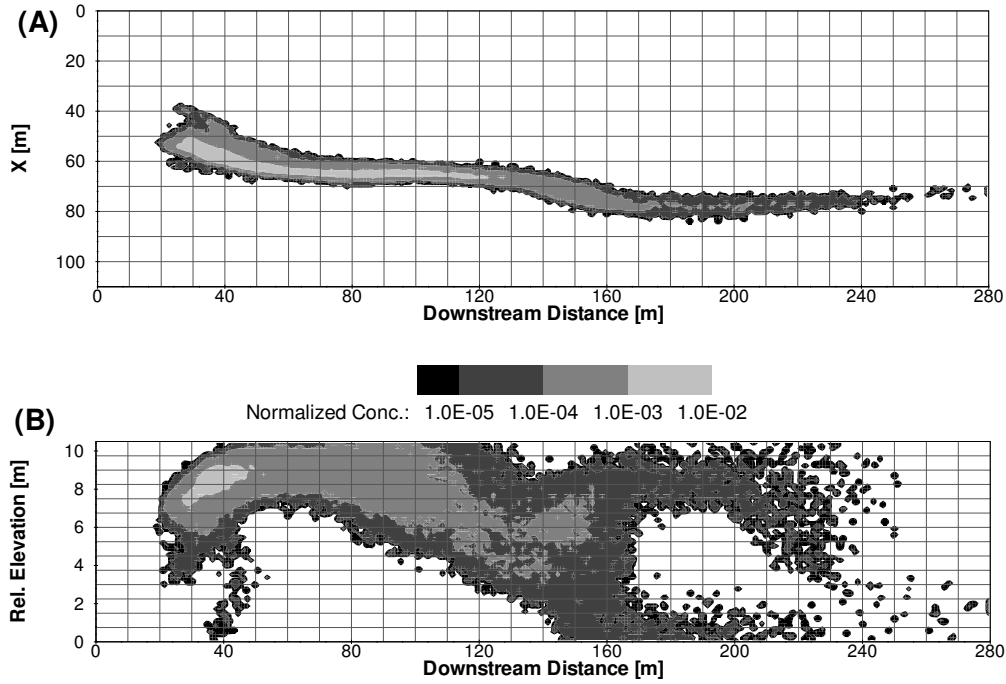 (A)
X [m]
0
20
40
60
80
100
0 40 80 120 160 200 240 280
Downstream Distance [m]
Normalized Conc.: 1.0E-05 1.0E-04 1.0E-03 1.0E-02
(B)
Rel. Elevation [m]
10
8
6
4
2
0
0 40 80 120 160 200 240 280
Downstream Distance [m]